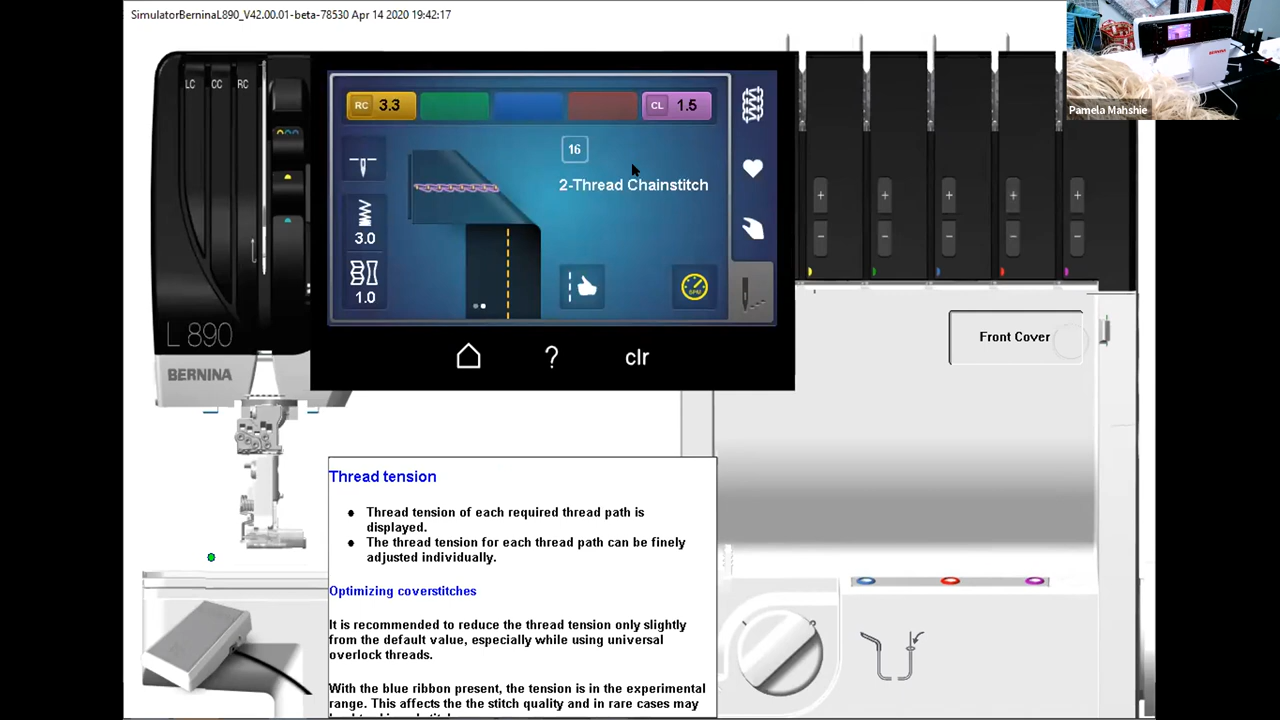 SimulatorBerninaL890_V42.00.01-beta-78530 Apr 14 2020 19:42:17
Pamela Mahshie
LC CC RC
RC 3.3
CL 1.5
16
2-Thread Chainstitch
3.0
1.0
L 890
BERNINA
? clr
Front Cover
Thread tension
Thread tension of each required thread path is
displayed.
The thread tension for each thread path can be finely
adjusted individually.
Optimizing coverstitches
It is recommended to reduce the thread tension only slightly
from the default value, especially while using universal
overlock threads.
With the blue ribbon present, the tension is in the experimental
range. This affects the the stitch quality and in rare cases may